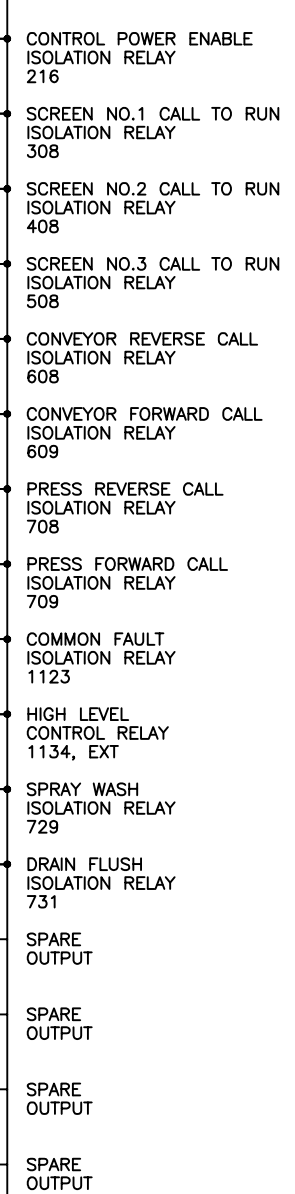 CONTROL POWER ENABLE
ISOLATION RELAY
216
SCREEN NO.1 CALL TO RUN
ISOLATION RELAY
308
SCREEN NO.2 CALL TO RUN
ISOLATION RELAY
408
SCREEN NO.3 CALL TO RUN
ISOLATION RELAY
508
CONVEYOR REVERSE CALL
ISOLATION RELAY
608
CONVEYOR FORWARD CALL
ISOLATION RELAY
609
PRESS REVERSE CALL
ISOLATION RELAY
708
PRESS FORWARD CALL
ISOLATION RELAY
709
COMMON FAULT
ISOLATION RELAY
1123
HIGH LEVEL
CONTROL RELAY
1134, EXT
SPRAY WASH
ISOLATION RELAY
729
DRAIN FLUSH
ISOLATION RELAY
731
SPARE
OUTPUT
SPARE
OUTPUT
SPARE
OUTPUT
SPARE
OUTPUT